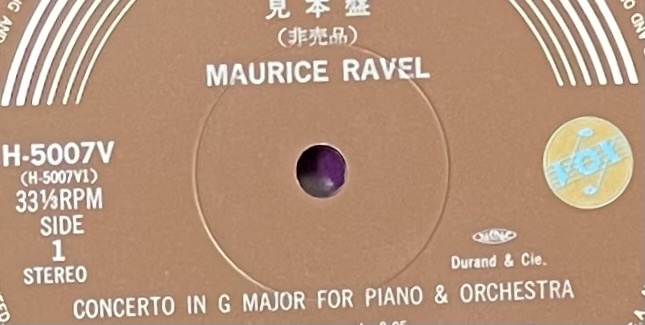 見本盤
(非売品)
MAURICE RAVEL
H-5007V
(H-5007V1)
33⅓RPM
SIDE
1
STEREO
VOX
Durand & Cie.
CONCERTO IN G MAJOR FOR PIANO & ORCHESTRA